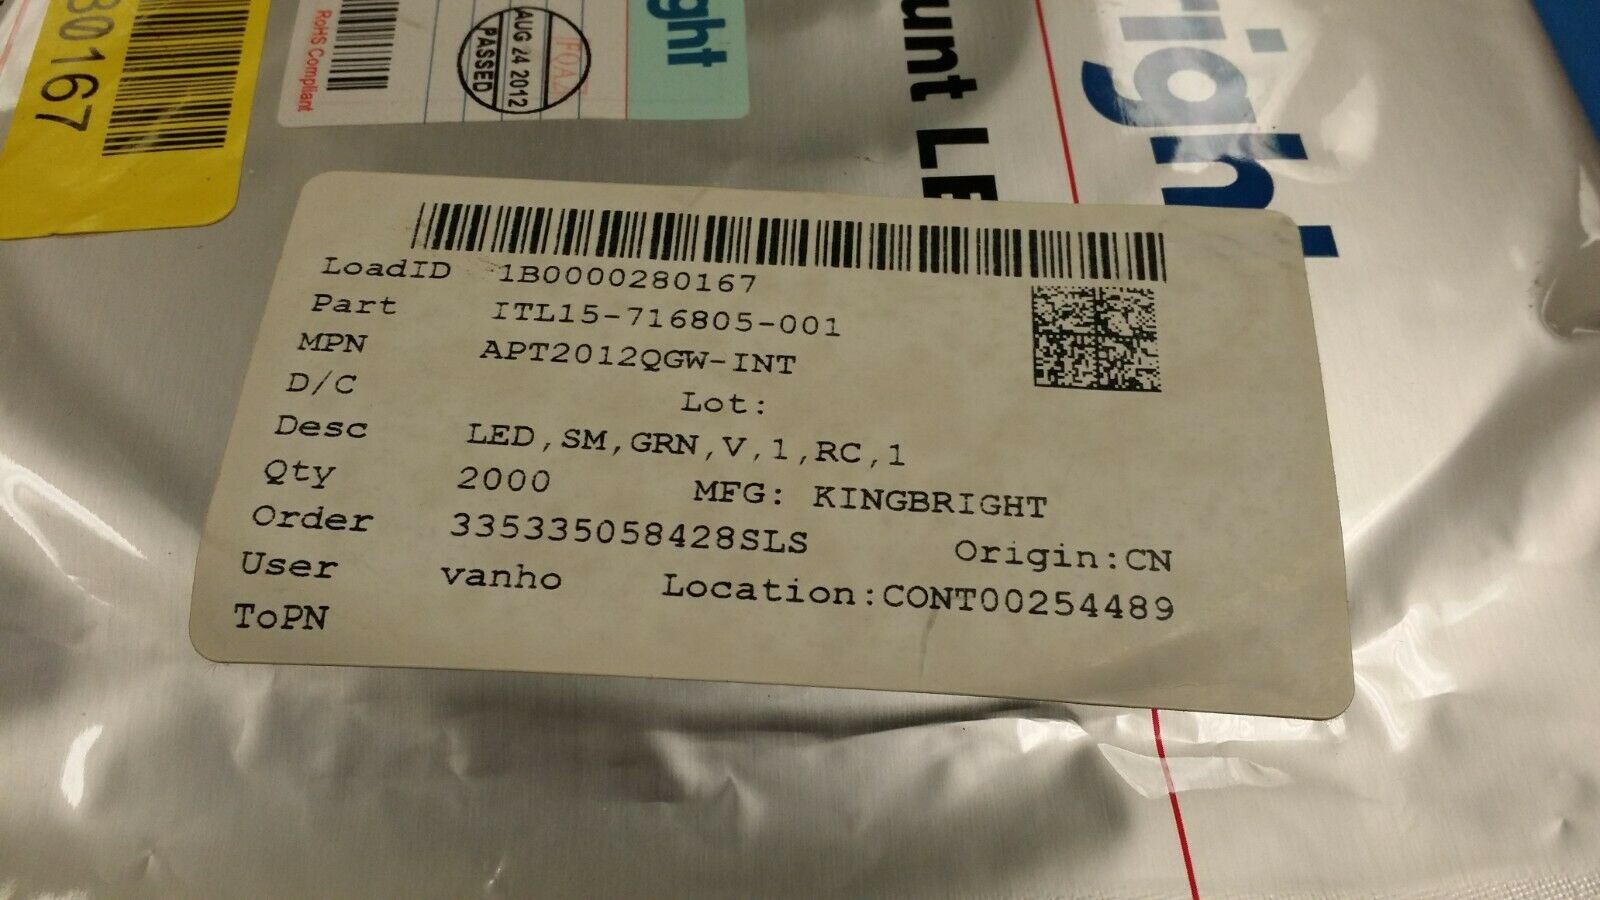 80167
RoHS Compliant
FQA
AUG 24 2012
PASSED
ght
unt LE
right
LoadID 1B0000280167
Part ITL15-716805-001
MPN APT2012QGW-INT
D/C Lot:
Desc LED,SM,GRN,V,1,RC,1
Qty 2000 MFG: KINGBRIGHT
Order 335335058428SLS Origin:CN
User vanho Location:CONT00254489
ToPN